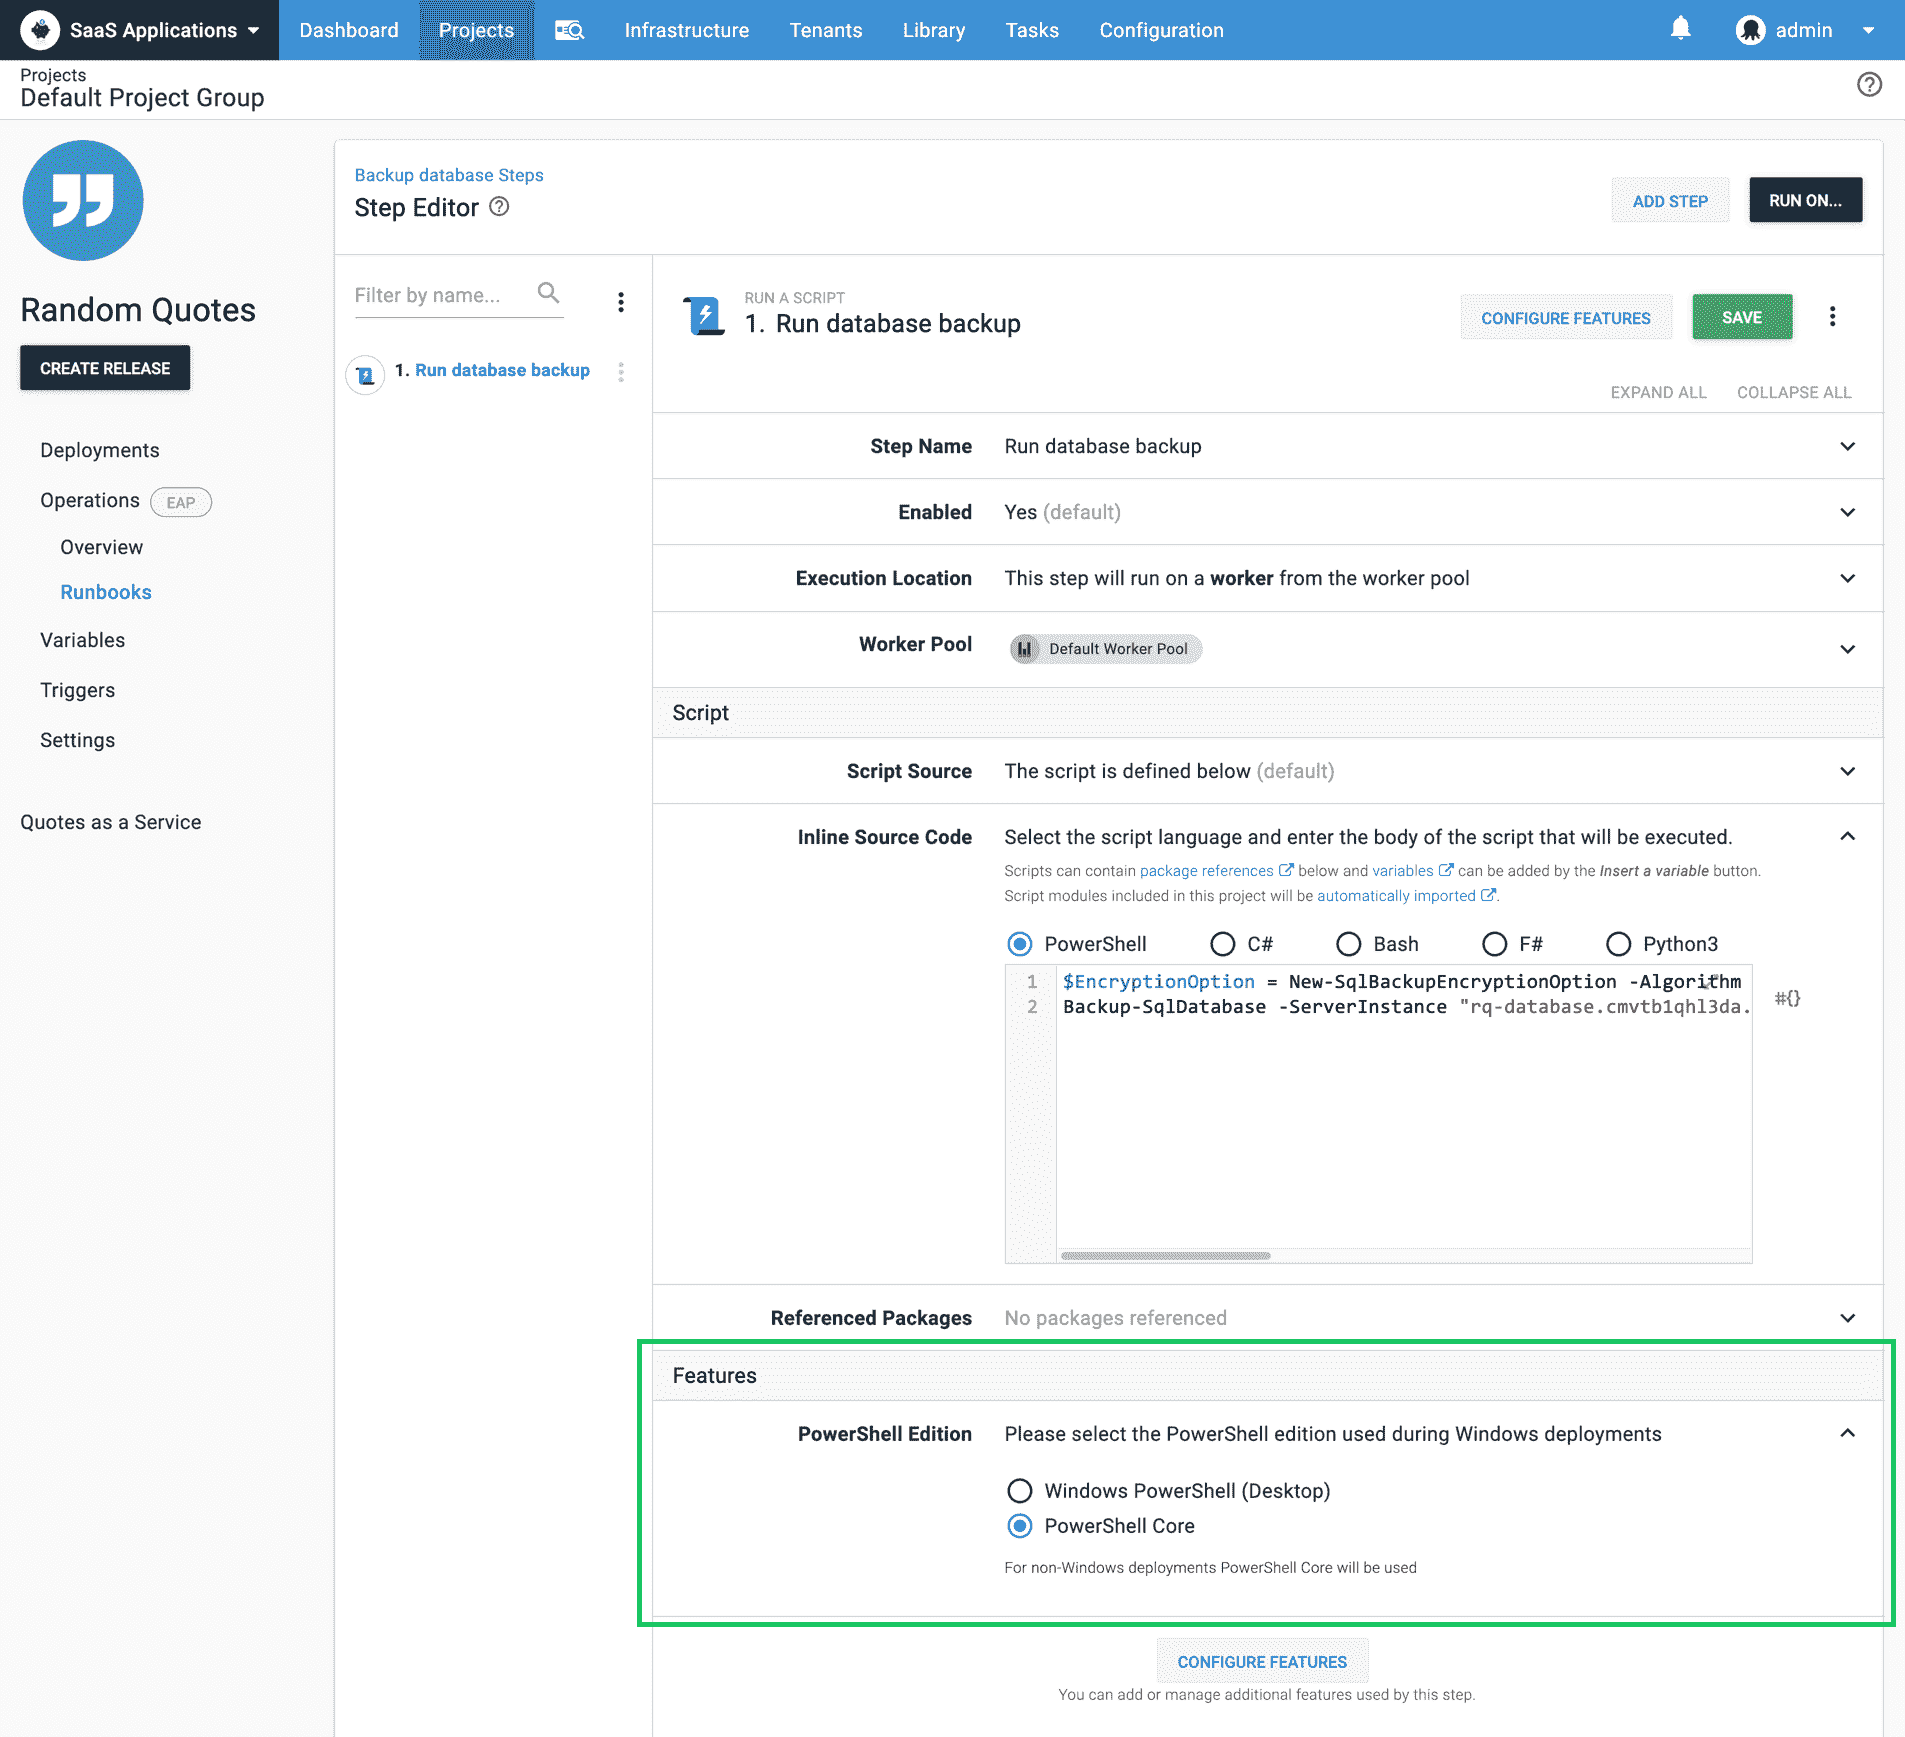 SaaS Applications
Dashboard
Projects
Infrastructure
Tenants
Library
Tasks
Configuration
admin
Projects
Default Project Group
Random Quotes
CREATE RELEASE
Deployments
Operations EAP
Overview
Runbooks
Variables
Triggers
Settings
Quotes as a Service
Backup database Steps
Step Editor
ADD STEP
RUN ON...
Filter by name...
1. Run database backup
RUN A SCRIPT
1. Run database backup
CONFIGURE FEATURES
SAVE
EXPAND ALL
COLLAPSE ALL
Step Name Run database backup
Enabled Yes (default)
Execution Location This step will run on a worker from the worker pool
Worker Pool Default Worker Pool
Script
Script Source The script is defined below (default)
Inline Source Code Select the script language and enter the body of the script that will be executed.
Scripts can contain package references below and variables can be added by the Insert a variable button.
Script modules included in this project will be automatically imported .
PowerShell C# Bash F# Python3
1 $EncryptionOption = New-SqlBackupEncryptionOption -Algorithm
2 Backup-SqlDatabase -ServerInstance "rq-database.cmvtb1qhl3da.
#{}
Referenced Packages No packages referenced
Features
PowerShell Edition Please select the PowerShell edition used during Windows deployments
Windows PowerShell (Desktop)
PowerShell Core
For non-Windows deployments PowerShell Core will be used
CONFIGURE FEATURES
You can add or manage additional features used by this step.